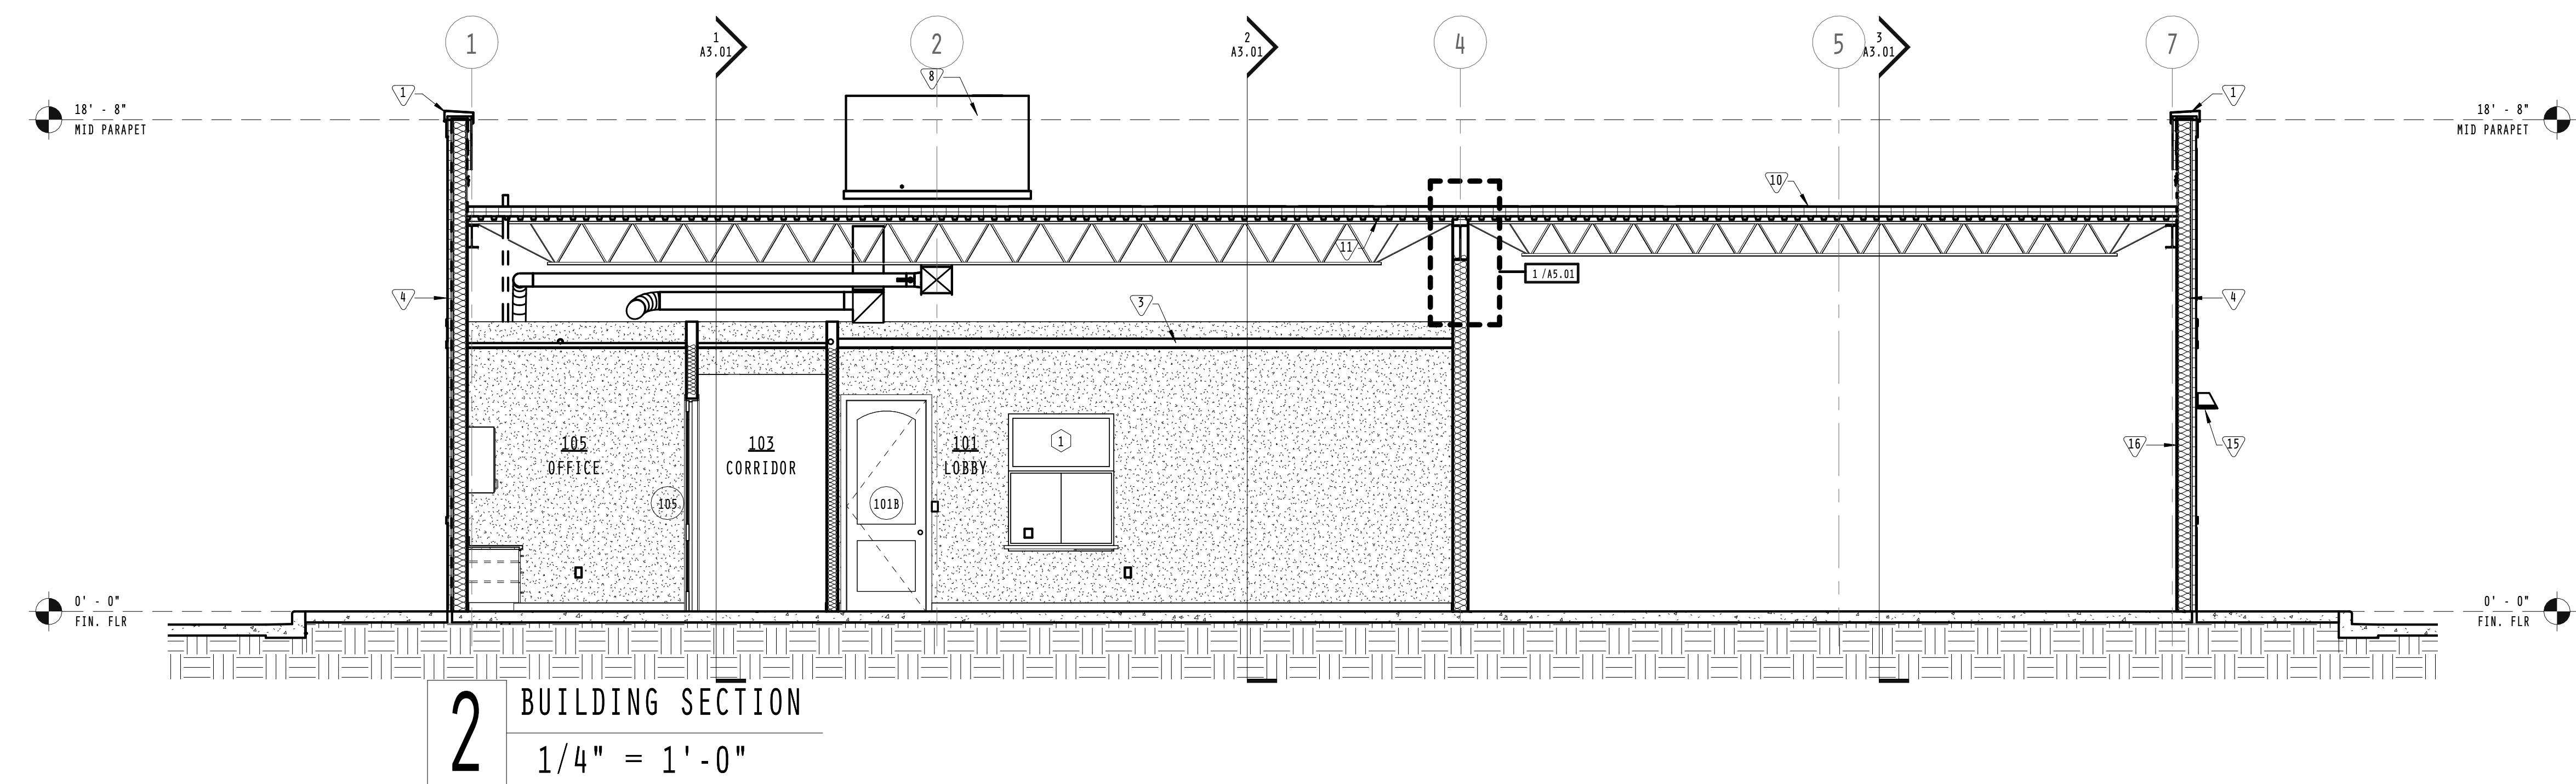 1
1
A3.01
2
2
A3.01
4
5
3
A3.01
7
8
1
1
18' - 8"
MID PARAPET
18' - 8"
MID PARAPET
10
11
1 /A5.01
4
3
4
105
OFFICE
103
CORRIDOR
101
LOBBY
1
16
15
105
101B
0' - 0"
FIN. FLR
0' - 0"
FIN. FLR
2
BUILDING SECTION
1/4" = 1'-0"